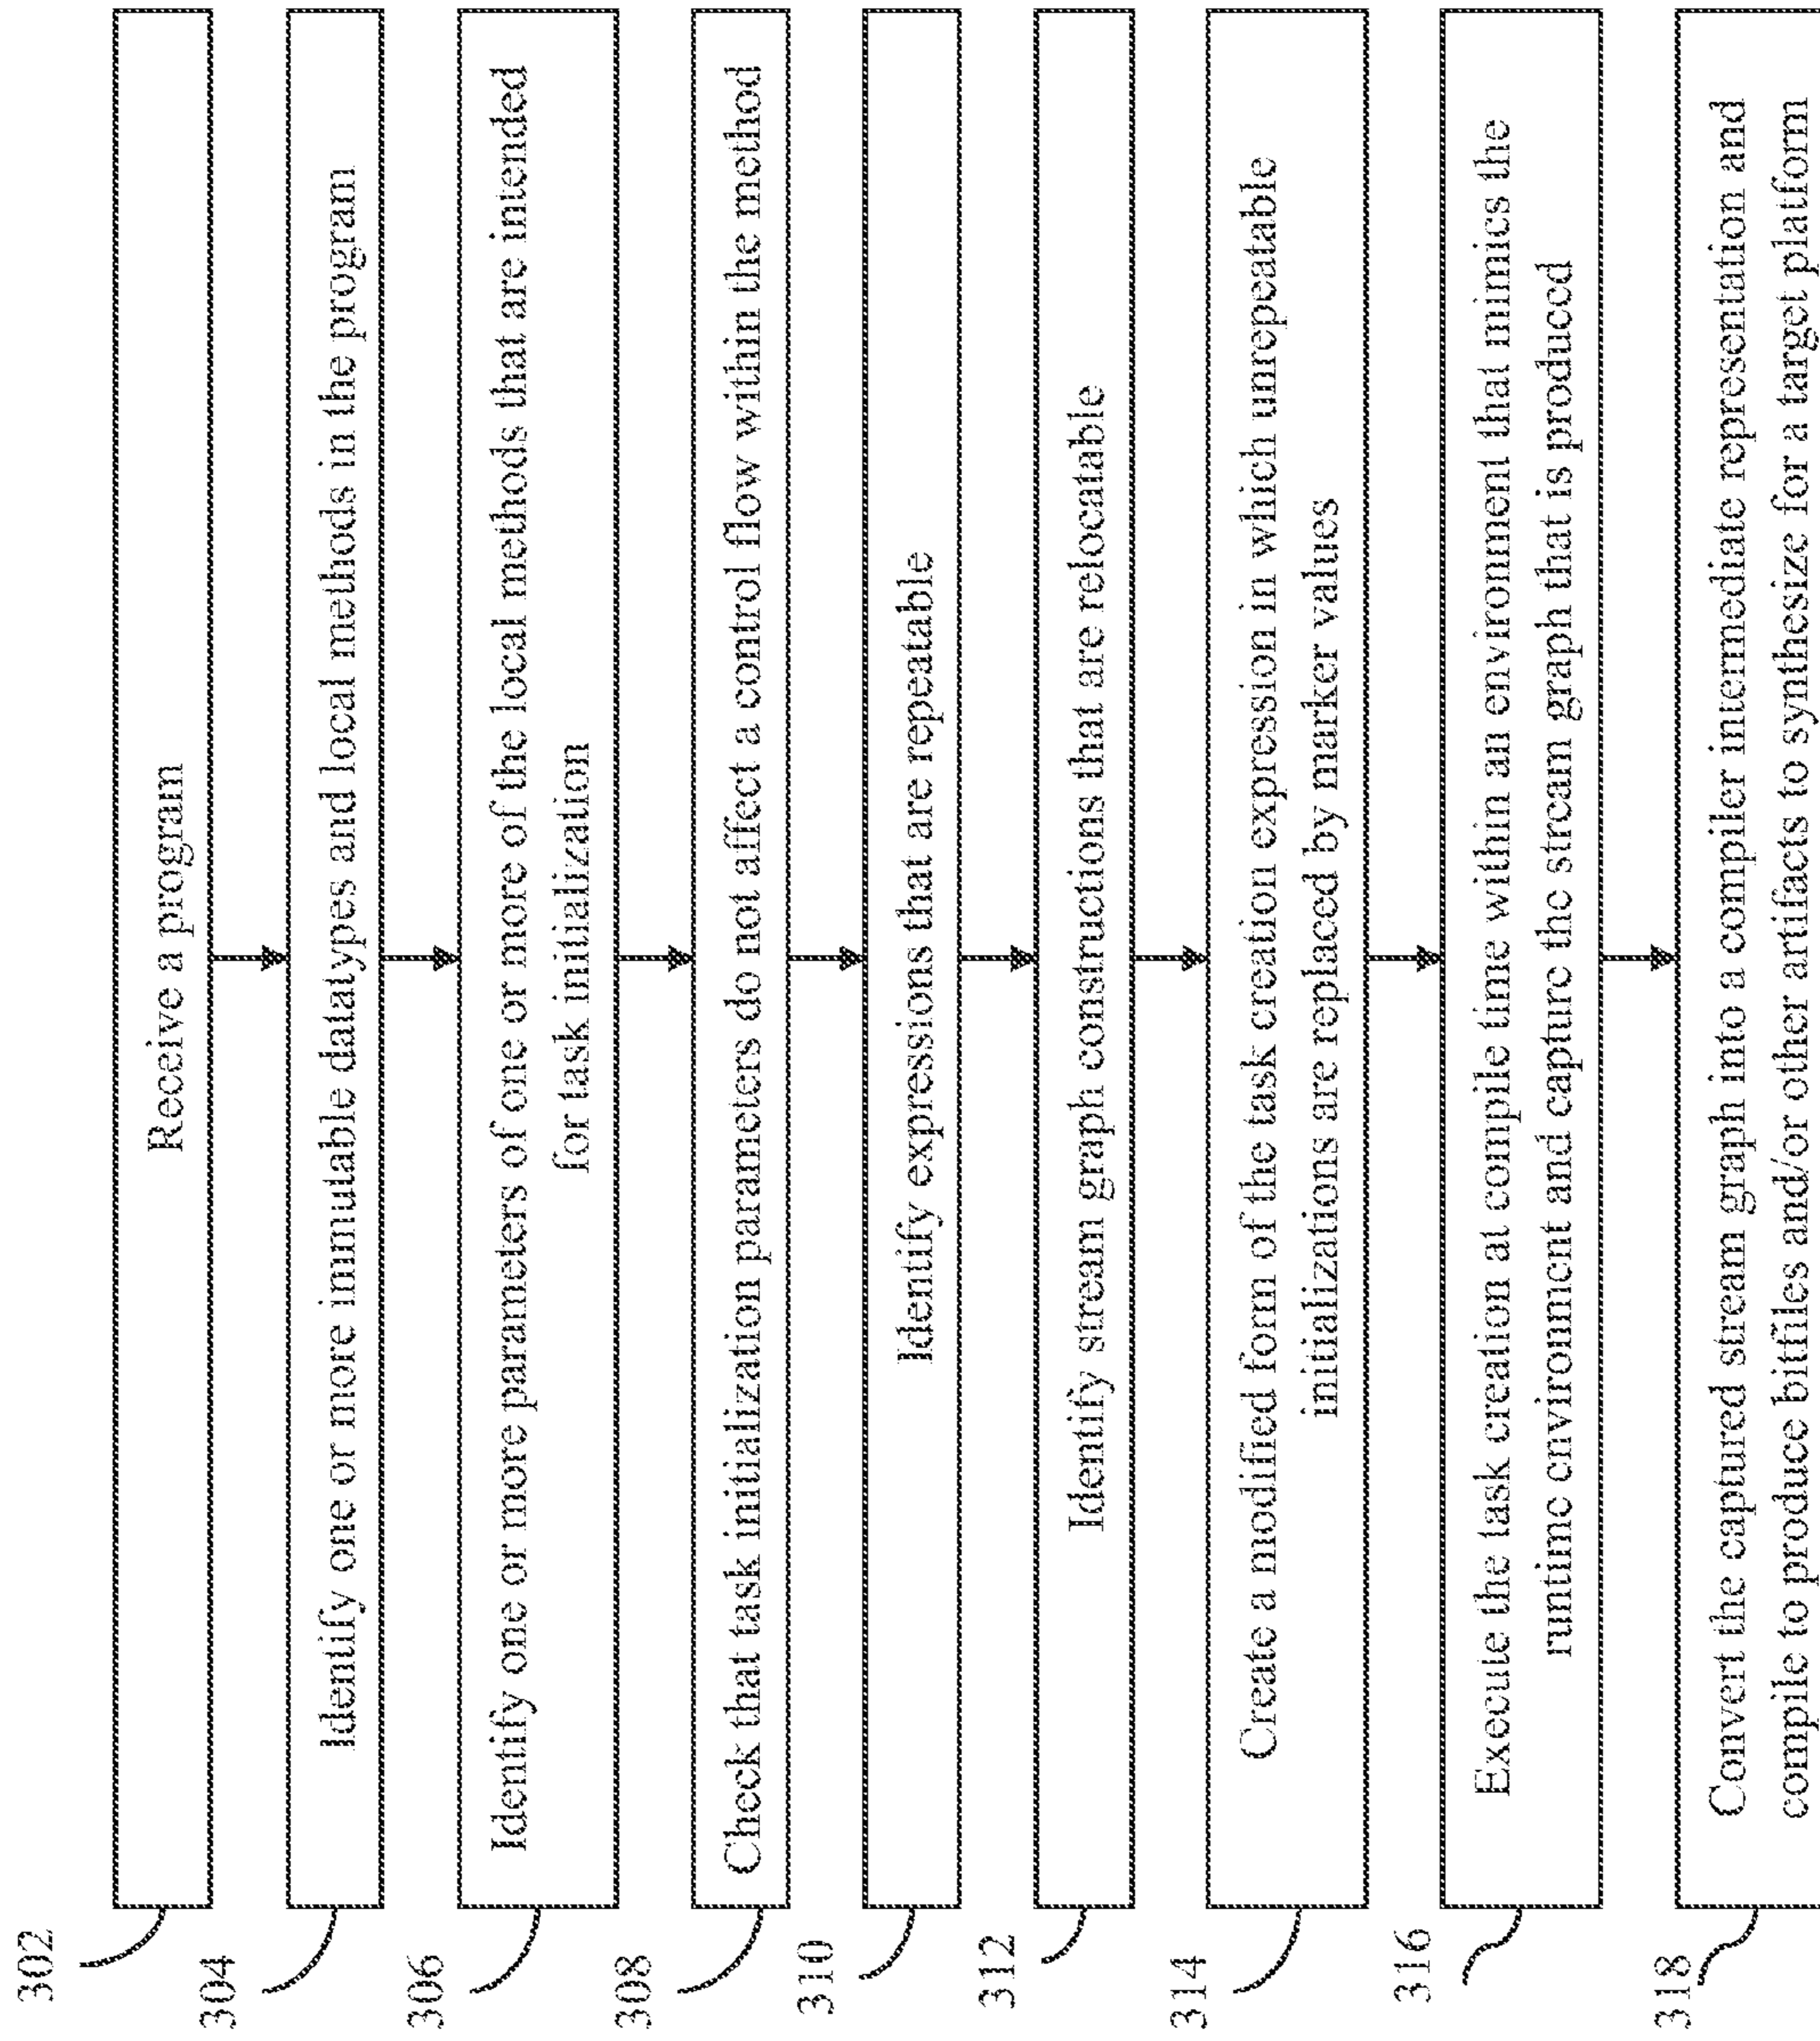 302
Receive a program
304
Identify one or more immutable datatypes and local methods in the program
306
Identify one or more parameters of one or more of the local methods that are intended
for task initialization
308
Check that task initialization parameters do not affect a control flow within the method
310
Identify expressions that are repeatable
312
Identify stream graph constructions that are relocatable
314
Create a modified form of the task creation expression in which unrepeatable
initializations are replaced by marker values
316
Execute the task creation at compile time within an environment that mimics the
runtime environment and capture the stream graph that is produced
318
Convert the captured stream graph into a compiler intermediate representation and
compile to produce bitfiles and/or other artifacts to synthesize for a target platform